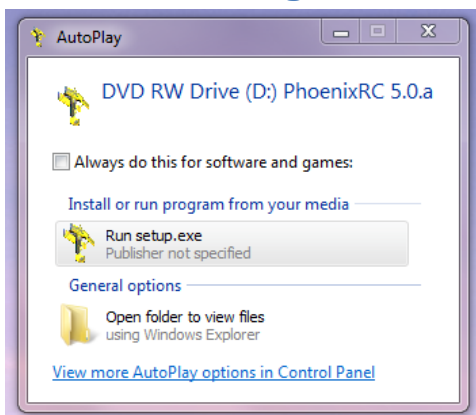 AutoPlay
DVD RW Drive (D:) PhoenixRC 5.0.a
Always do this for software and games:
Install or run program from your media
Run setup.exe
Publisher not specified
General options
Open folder to view files
using Windows Explorer
View more AutoPlay options in Control Panel